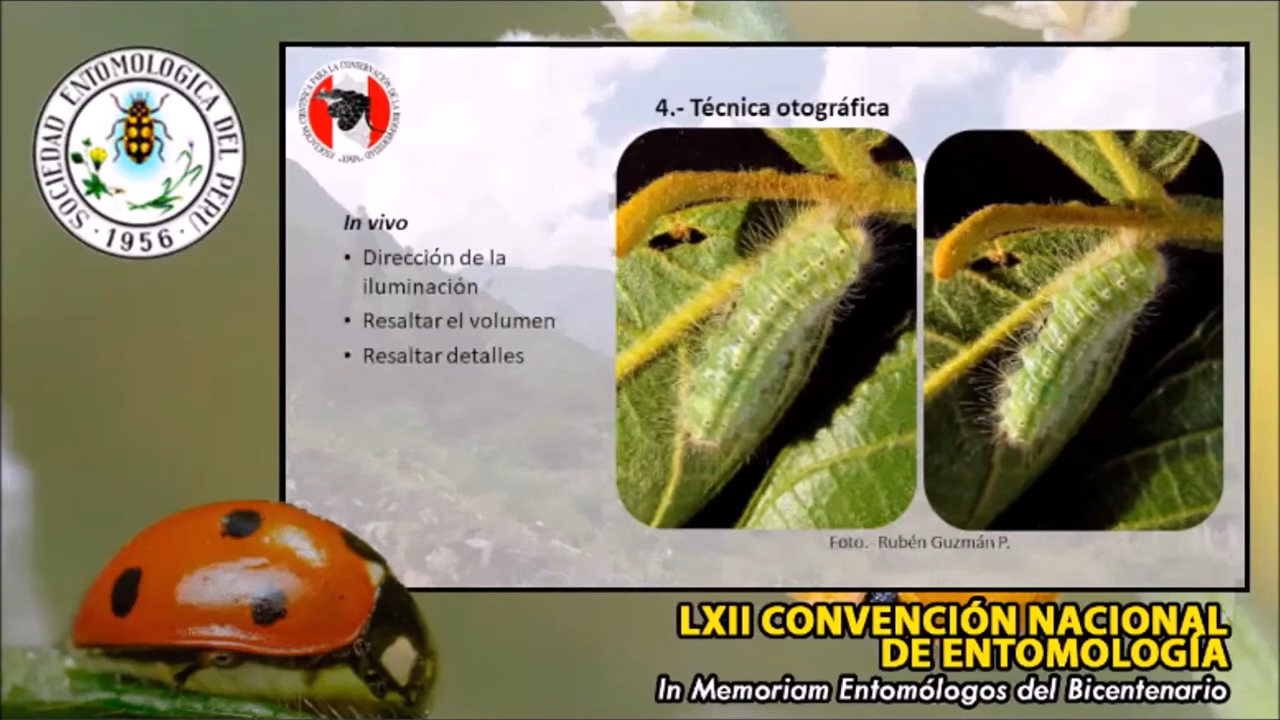 SOCIEDAD ENTOMOLOGICA DEL PERU
· 1956 ·
4.- Técnica otográfica
In vivo
• Dirección de la
iluminación
• Resaltar el volumen
• Resaltar detalles
Foto.- Rubén Guzmán P.
LXII CONVENCIÓN NACIONAL
DE ENTOMOLOGÍA
In Memoriam Entomólogos del Bicentenario